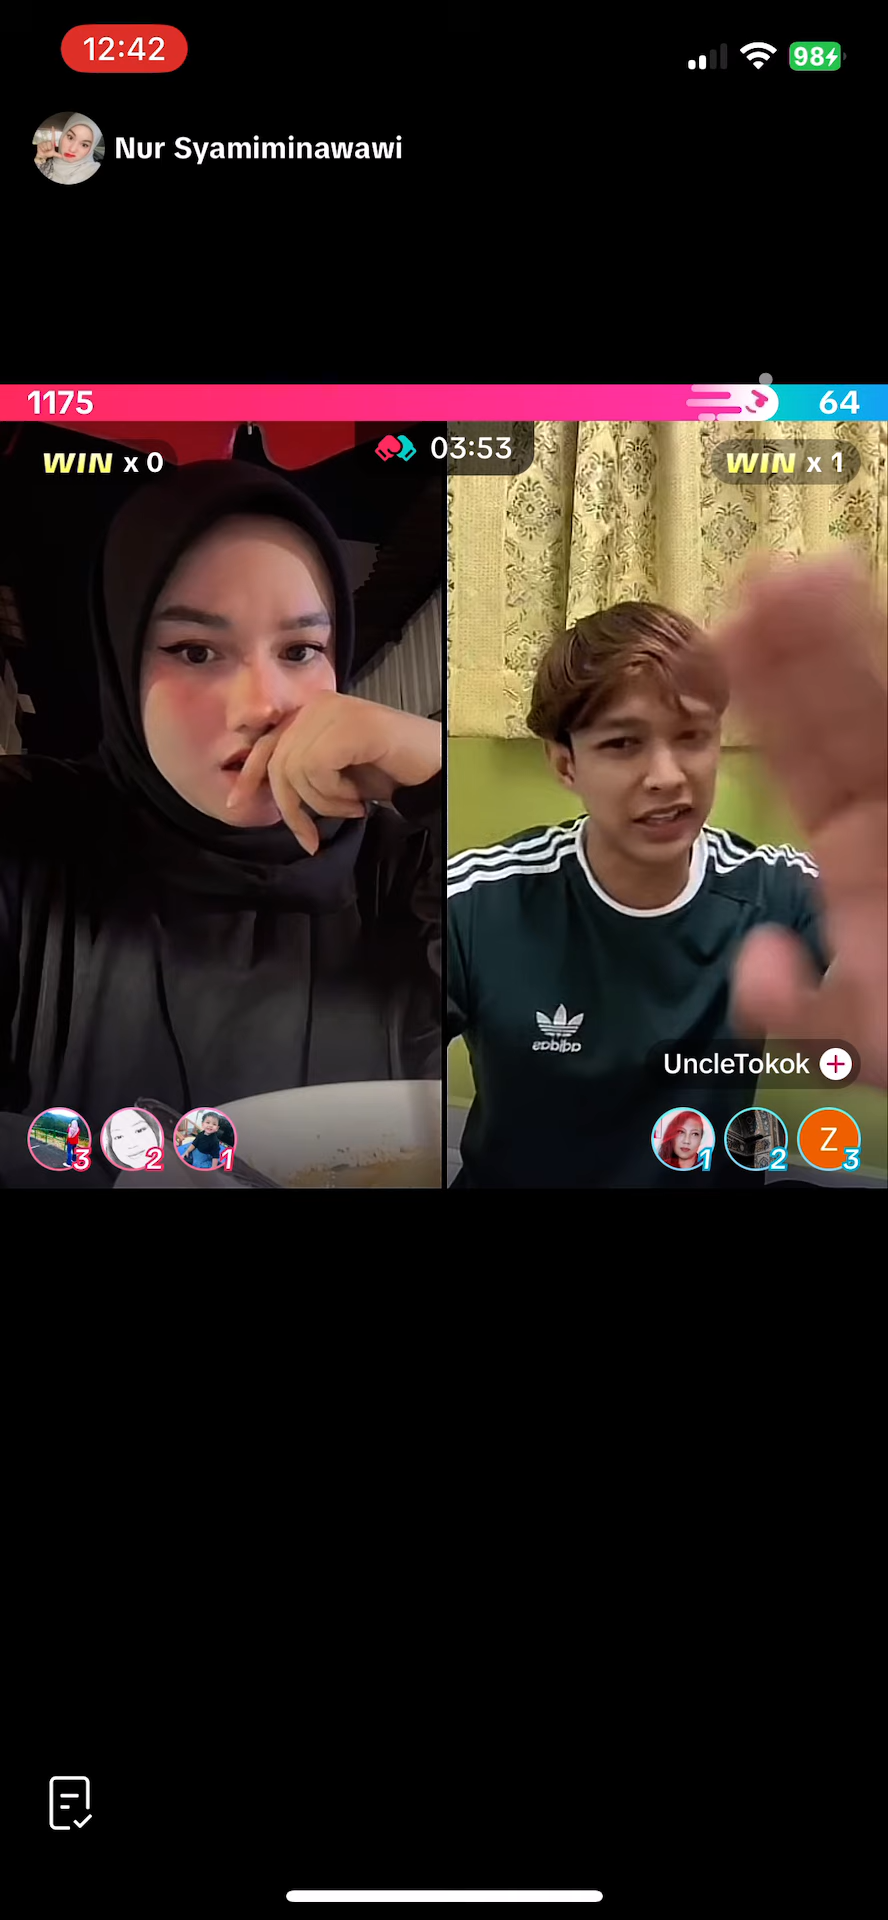 12:42
98
Nur Syamiminawawi
1175
64
WIN x 0
03:53
WIN x 1
adidas
UncleTokok
3
2
1
1
2
Z
3